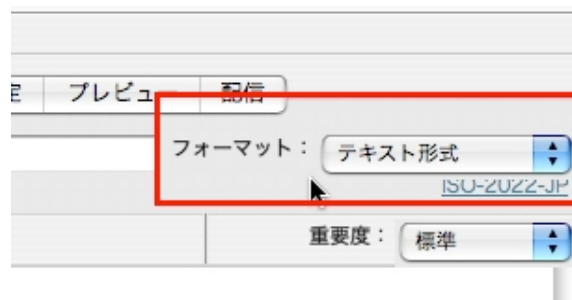 定 プレビュー 配信
フォーマット： テキスト形式
ISO-2022-JP
重要度： 標準